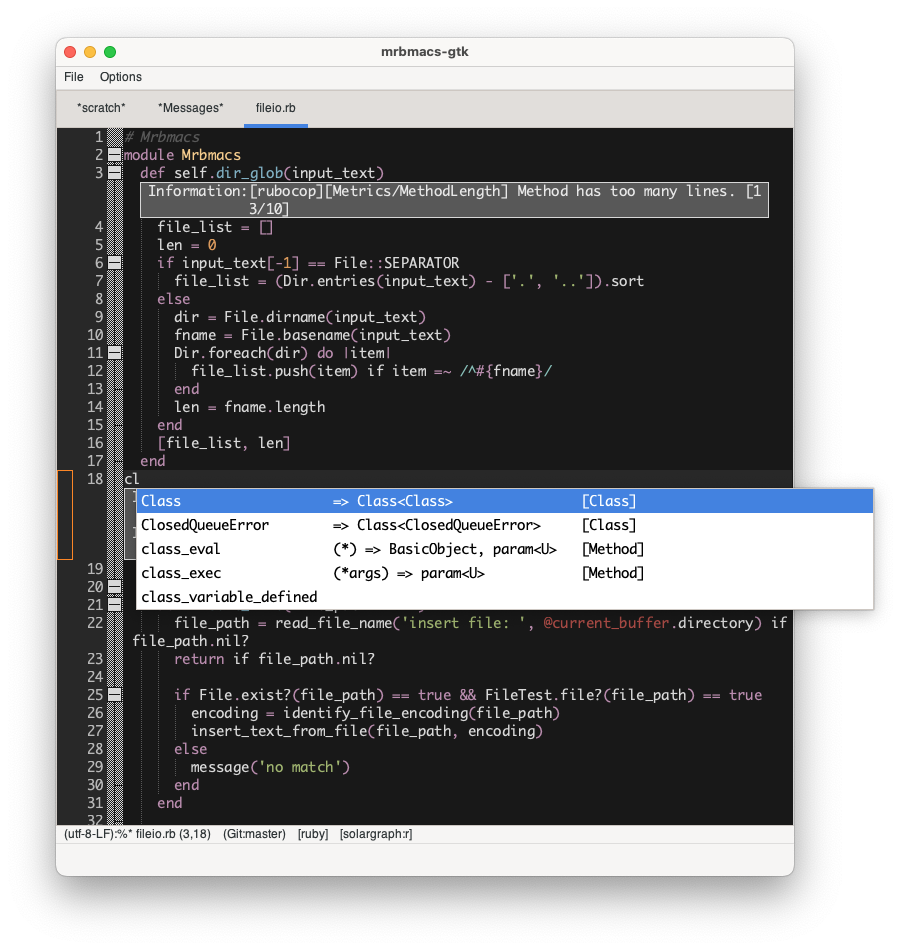 mrbmacs-gtk
File Options
*scratch* *Messages* fileio.rb
1 # Mrbmacs
2 module Mrbmacs
3 def self.dir_glob(input_text)
Information:[rubocop][Metrics/MethodLength] Method has too many lines. [1
3/10]
4 file_list = []
5 len = 0
6 if input_text[-1] == File::SEPARATOR
7 file_list = (Dir.entries(input_text) - ['.', '..']).sort
8 else
9 dir = File.dirname(input_text)
10 fname = File.basename(input_text)
11 Dir.foreach(dir) do |item|
12 file_list.push(item) if item =~ /^#{fname}/
13 end
14 len = fname.length
15 end
16 [file_list, len]
17 end
18 cl
Class => Class<Class> [Class]
ClosedQueueError => Class<ClosedQueueError> [Class]
class_eval (*) => BasicObject, param<U> [Method]
class_exec (*args) => param<U> [Method]
class_variable_defined
19
20
21
22 file_path = read_file_name('insert file: ', @current_buffer.directory) if
file_path.nil?
23 return if file_path.nil?
24
25 if File.exist?(file_path) == true && FileTest.file?(file_path) == true
26 encoding = identify_file_encoding(file_path)
27 insert_text_from_file(file_path, encoding)
28 else
29 message('no match')
30 end
31 end
32
(utf-8-LF):%* fileio.rb (3,18) (Git:master) [ruby] [solargraph:r]